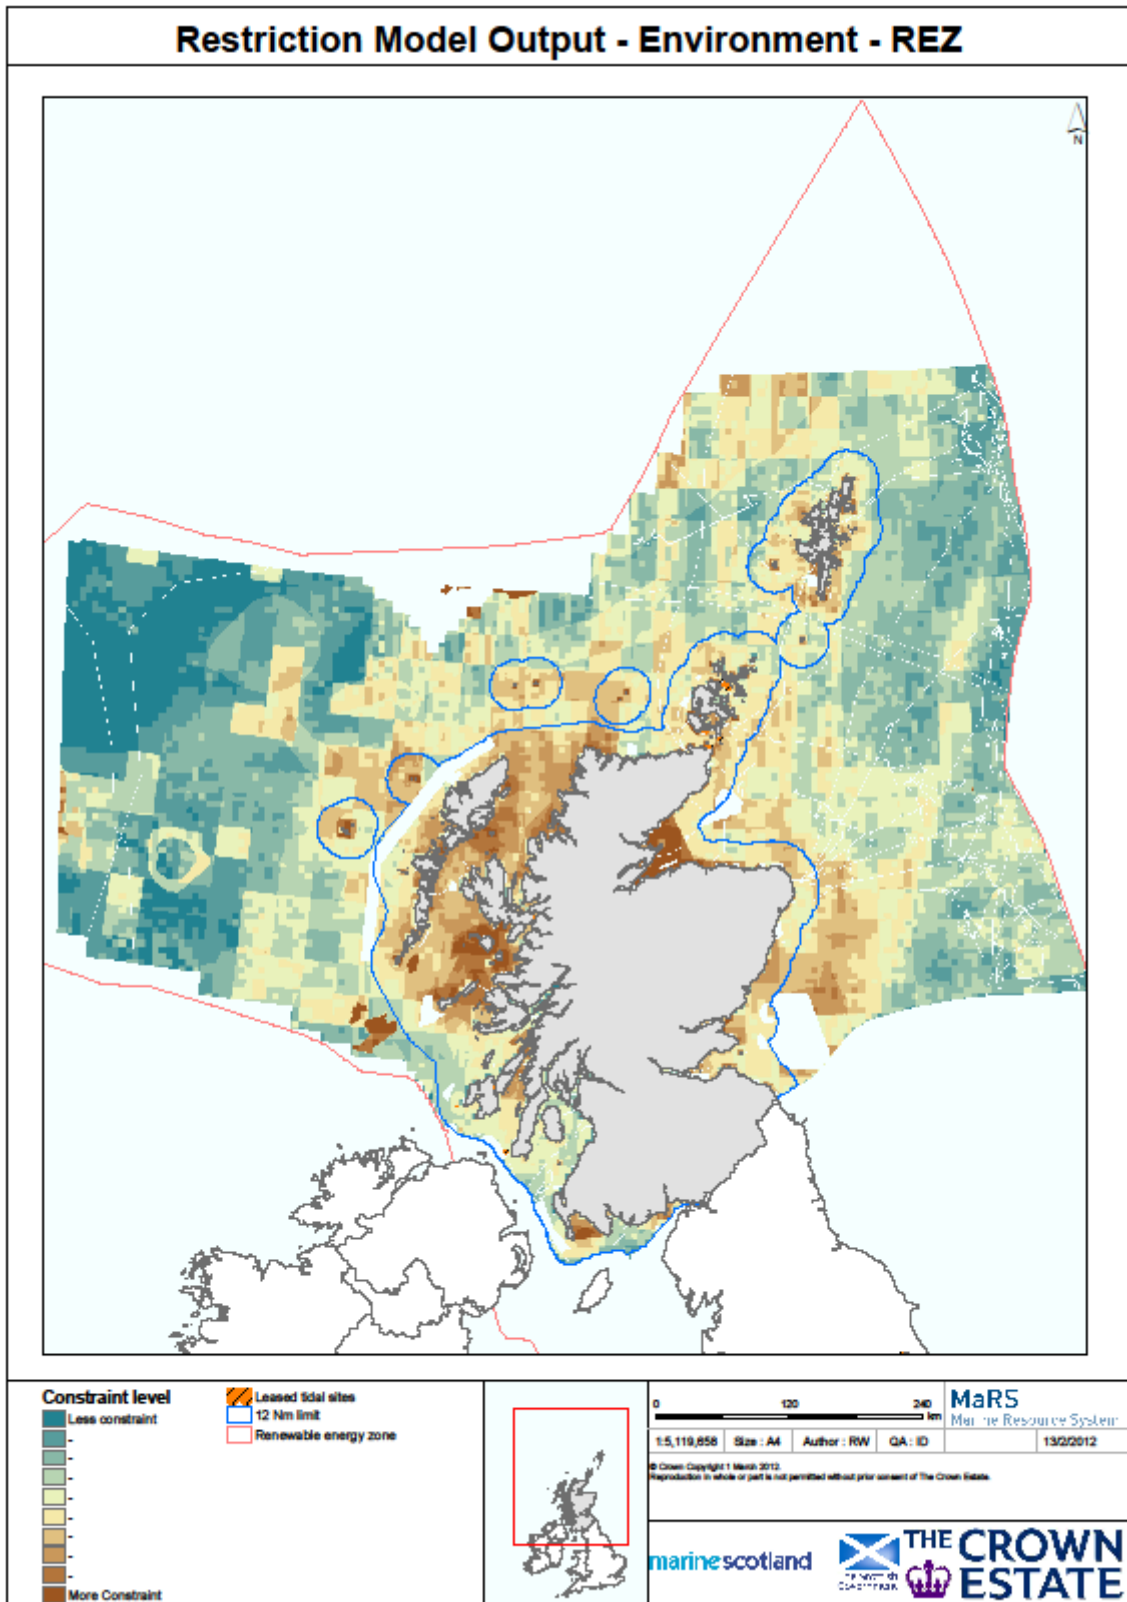 Restriction Model Output - Environment - REZ
N
Constraint level
Less constraint
-
-
-
-
-
-
-
-
More Constraint
Leased tidal sites
12 Nm limit
Renewable energy zone
0 120 240
km
1:5,119,658 Size : A4 Author : RW QA : ID 13/2/2012
© Crown Copyright 1 March 2012.
Reproduction in whole or part is not permitted without prior consent of The Crown Estate.
MaRS
Marine Resource System
marinescotland
THE CROWN
ESTATE